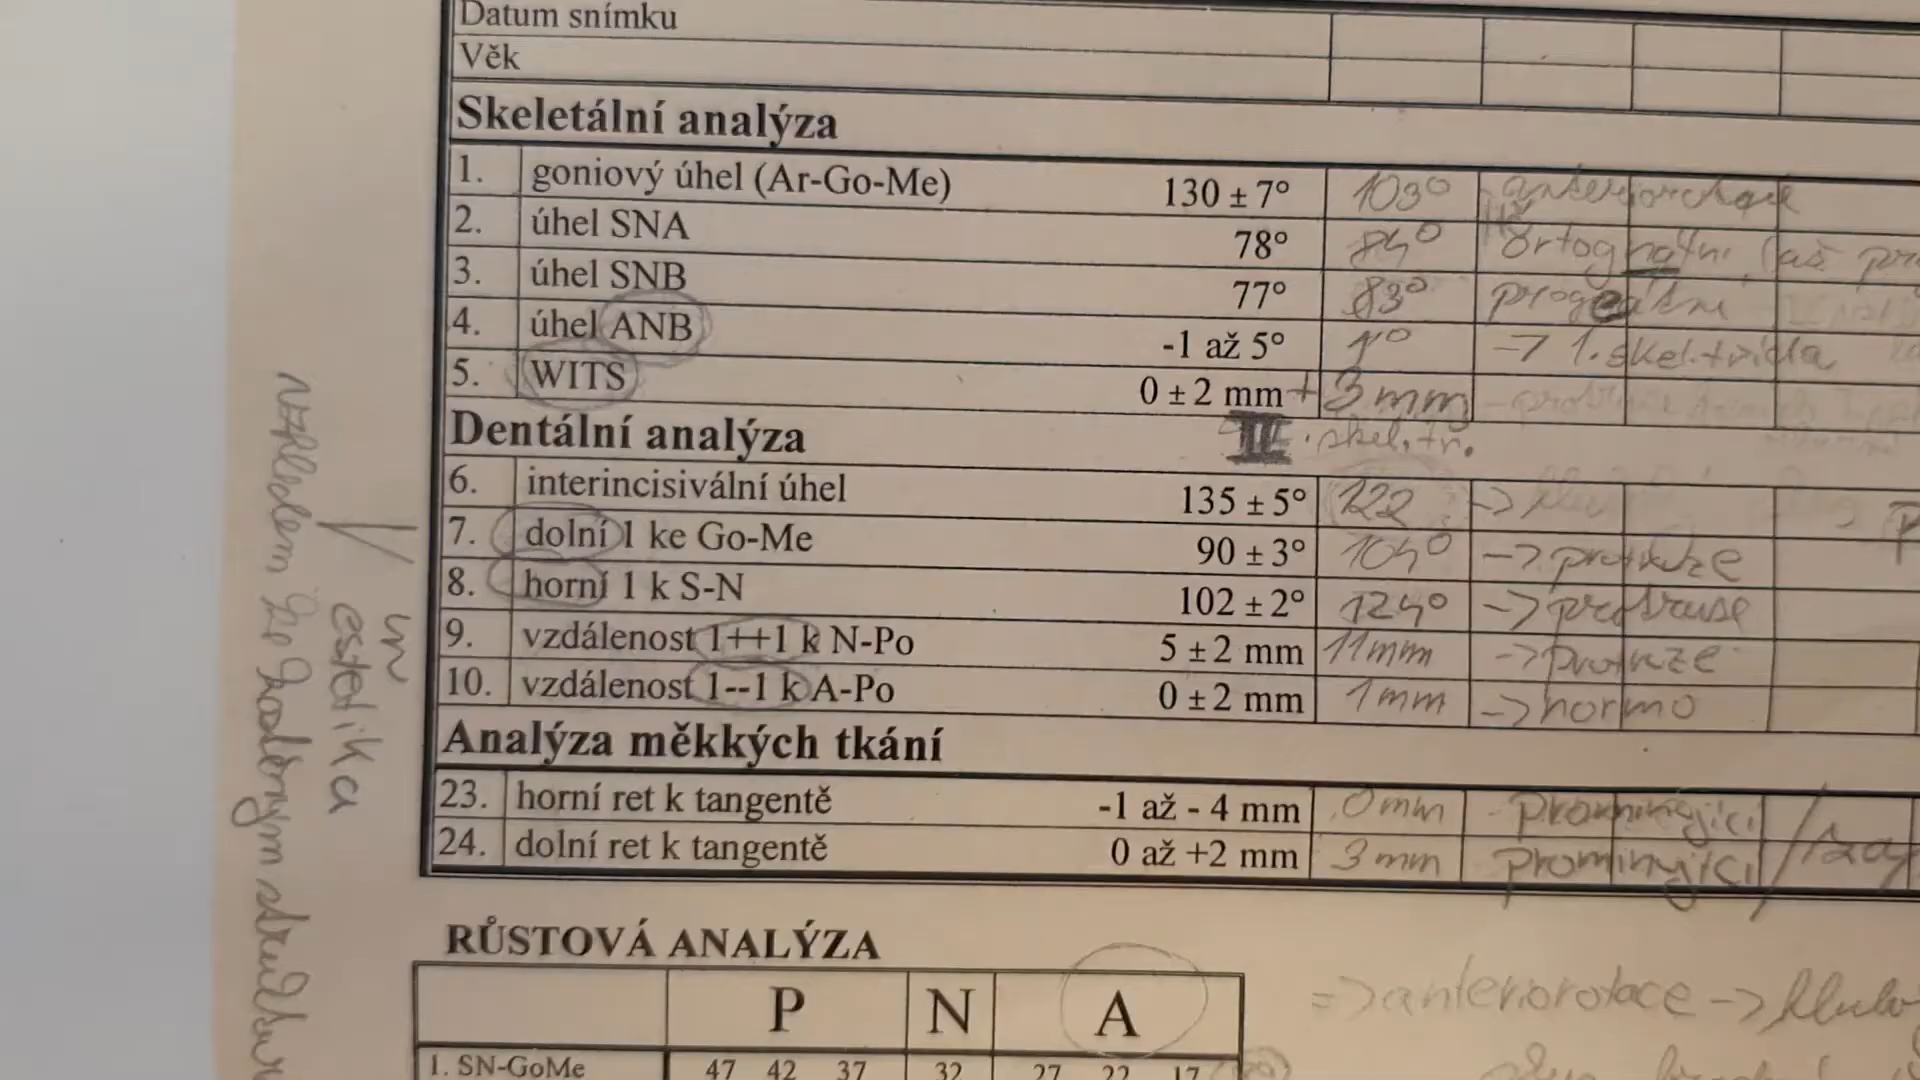 Datum snímku
Věk
Skeletální analýza
1. goniový úhel (Ar-Go-Me) 130 ± 7° 103° anteriorotace
2. úhel SNA 78° 84° ortognátní
3. úhel SNB 77° 83°
4. úhel ANB -1 až 5° 1° => 1. skel. třída
5. WITS 0 ± 2 mm + 3 mm
Dentální analýza
. skel. tř.
6. interincisivální úhel 135 ± 5° 122 ->
7. dolní 1 ke Go-Me 90 ± 3° 104° -> protruze
8. horní 1 k S-N 102 ± 2° 124° -> protruse
9. vzdálenost 1++1 k N-Po 5 ± 2 mm 11mm -> protruze
10. vzdálenost 1--1 k A-Po 0 ± 2 mm 1mm -> normo
Analýza měkkých tkání
23. horní ret k tangentě -1 až - 4 mm 0mm - prominující
24. dolní ret k tangentě 0 až +2 mm 3 mm prominující
RŮSTOVÁ ANALÝZA
P N A
=> anteriorotace ->
1. SN-GoMe 47 42 37 32 27 22 17
estetika
vzhledem ke